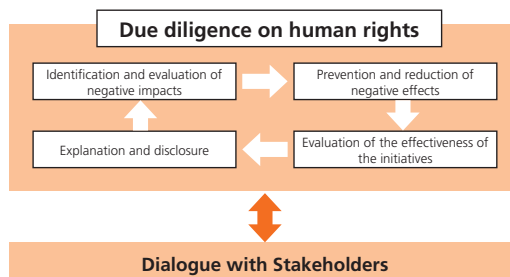 Due diligence on human rights
Identification and evaluation of
negative impacts
Prevention and reduction of
negative effects
Explanation and disclosure
Evaluation of the effectiveness of
the initiatives
Dialogue with Stakeholders